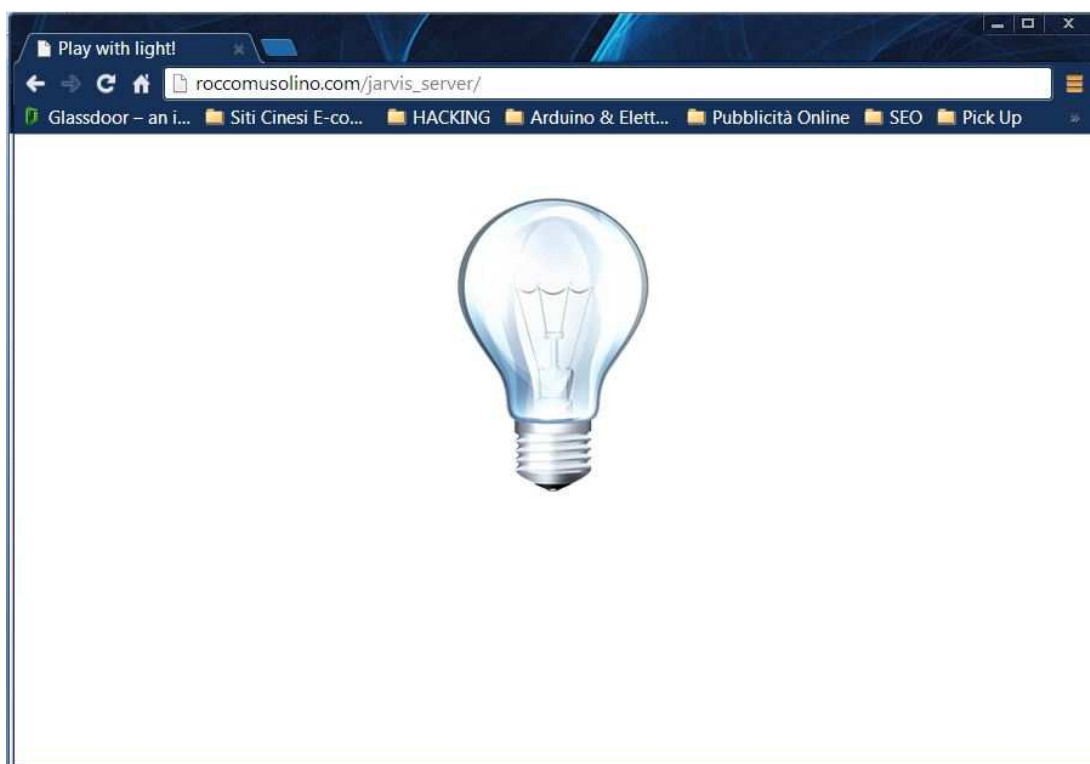 Play with light!
roccomusolino.com/jarvis_server/
Glassdoor – an i... Siti Cinesi E-co... HACKING Arduino & Elett... Pubblicità Online SEO Pick Up